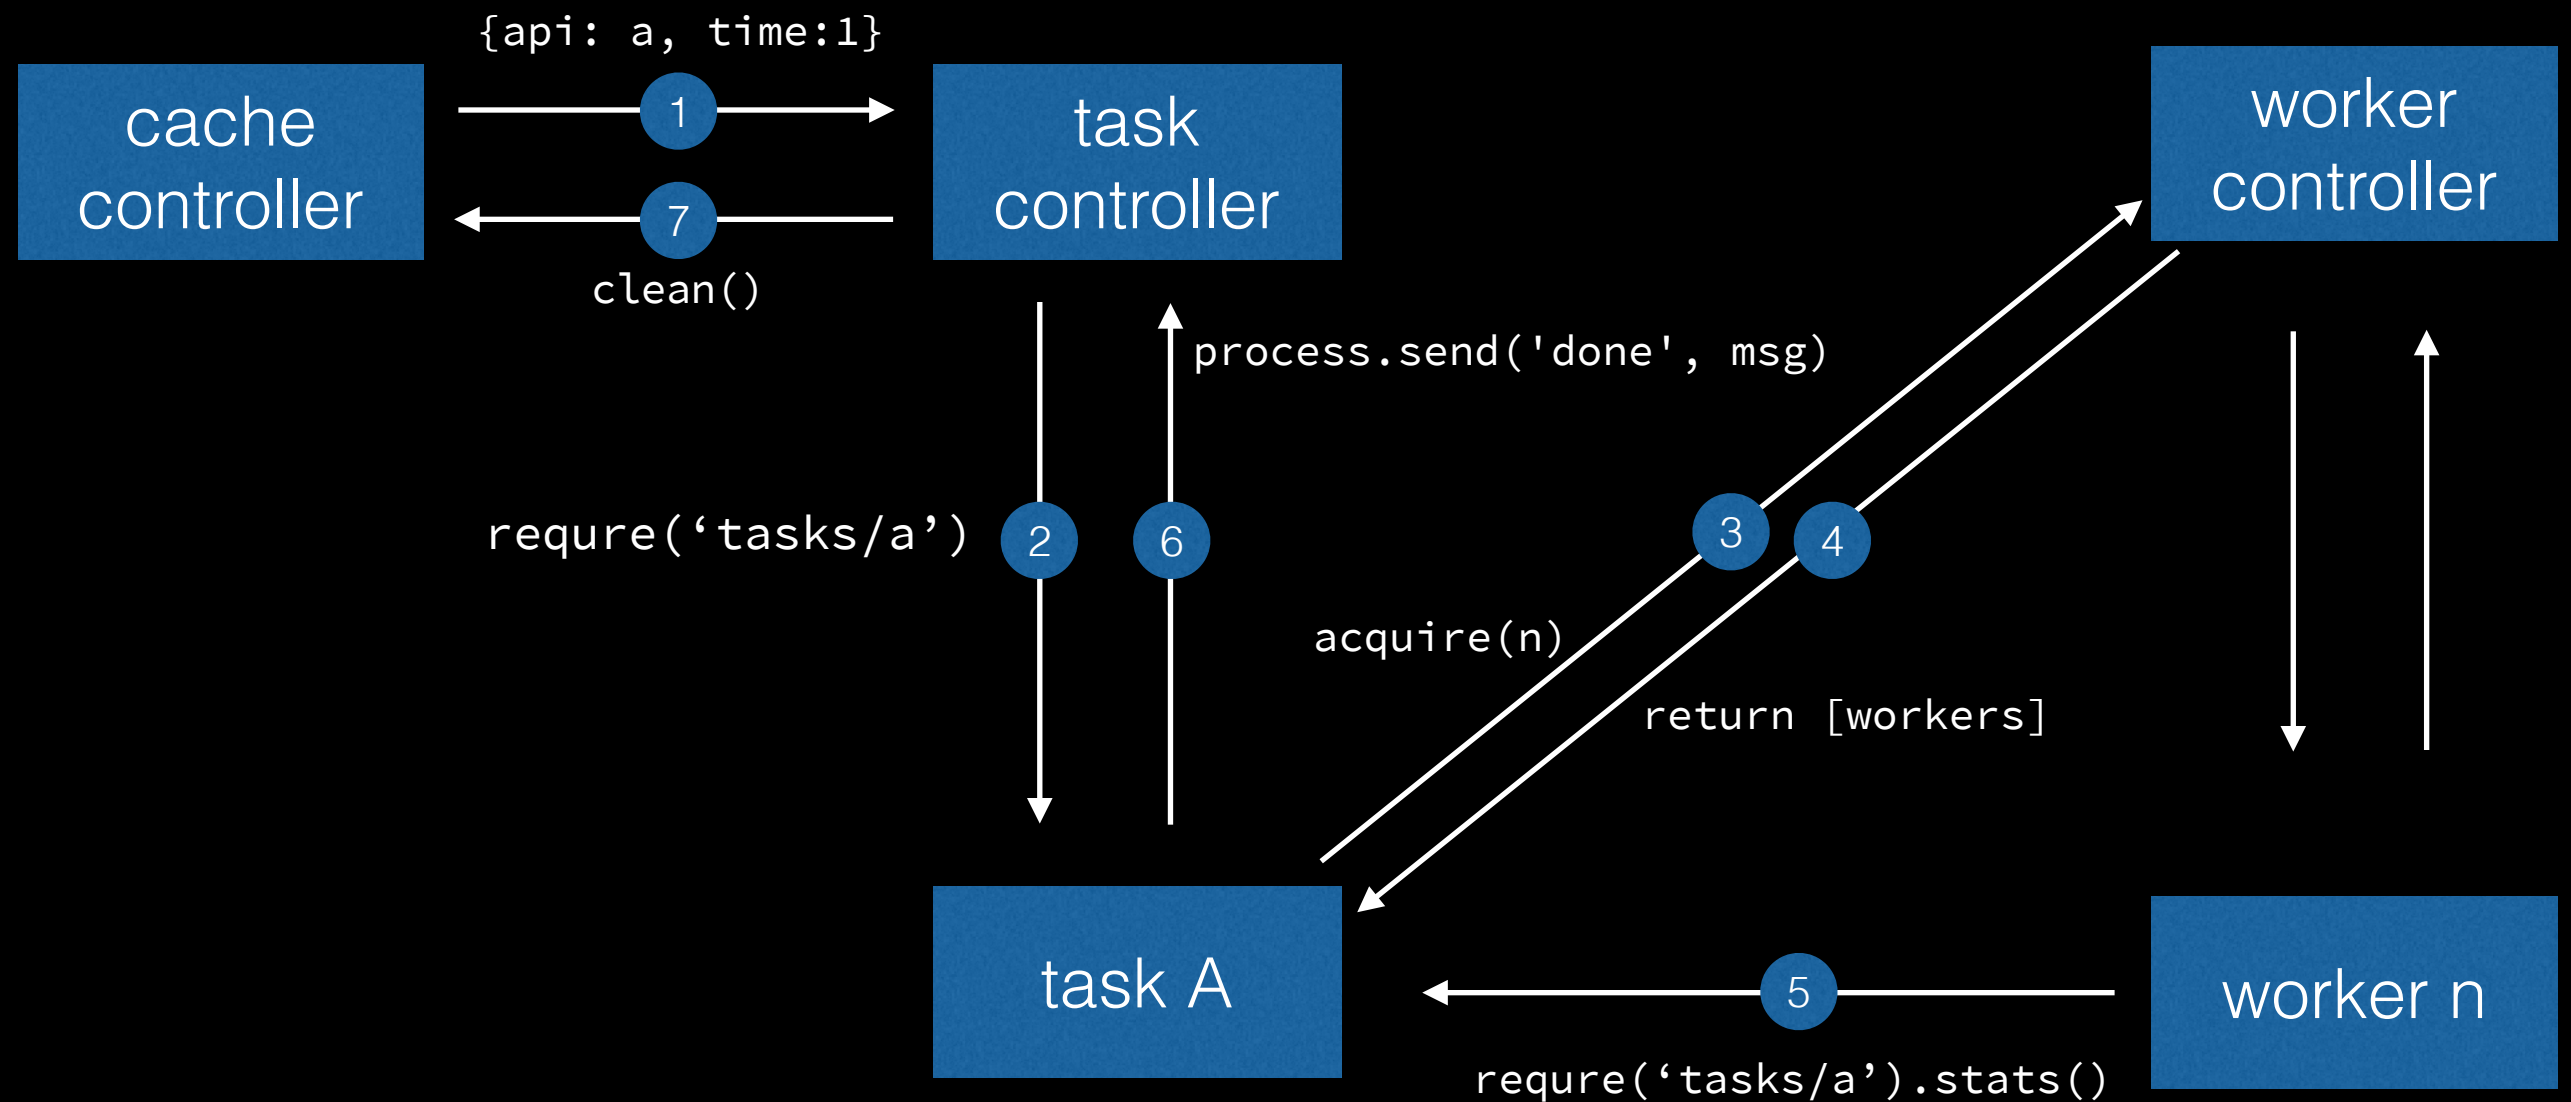 {api: a, time:1}
cache
controller
1
task
controller
worker
controller
7
clean()
process.send('done', msg)
requre(‘tasks/a’)
2
6
3
4
acquire(n)
return [workers]
task A
5
worker n
requre(‘tasks/a’).stats()